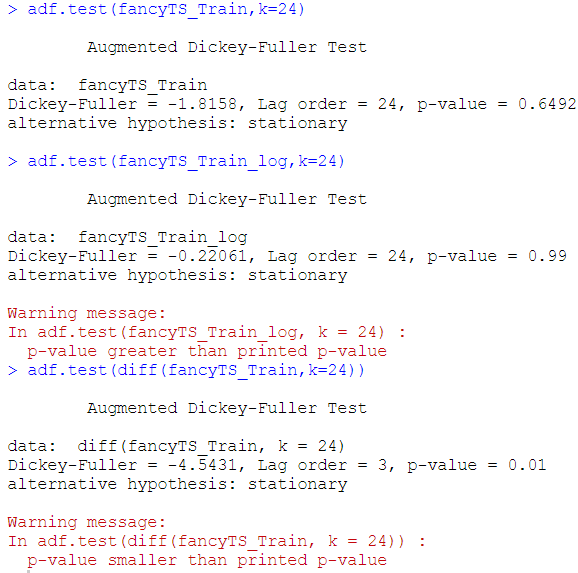 > adf.test(fancyTS_Train,k=24)
Augmented Dickey-Fuller Test
data:  fancyTS_Train
Dickey-Fuller = -1.8158, Lag order = 24, p-value = 0.6492
alternative hypothesis: stationary
> adf.test(fancyTS_Train_log,k=24)
Augmented Dickey-Fuller Test
data:  fancyTS_Train_log
Dickey-Fuller = -0.22061, Lag order = 24, p-value = 0.99
alternative hypothesis: stationary
Warning message:
In adf.test(fancyTS_Train_log, k = 24) :
p-value greater than printed p-value
> adf.test(diff(fancyTS_Train,k=24))
Augmented Dickey-Fuller Test
data:  diff(fancyTS_Train, k = 24)
Dickey-Fuller = -4.5431, Lag order = 3, p-value = 0.01
alternative hypothesis: stationary
Warning message:
In adf.test(diff(fancyTS_Train, k = 24)) :
p-value smaller than printed p-value